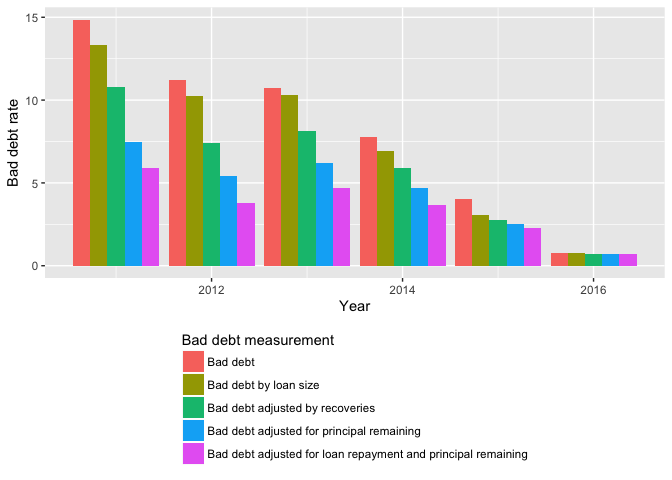 15
10
5
0
Bad debt rate
2012 2014 2016
Year
Bad debt measurement
Bad debt
Bad debt by loan size
Bad debt adjusted by recoveries
Bad debt adjusted for principal remaining
Bad debt adjusted for loan repayment and principal remaining